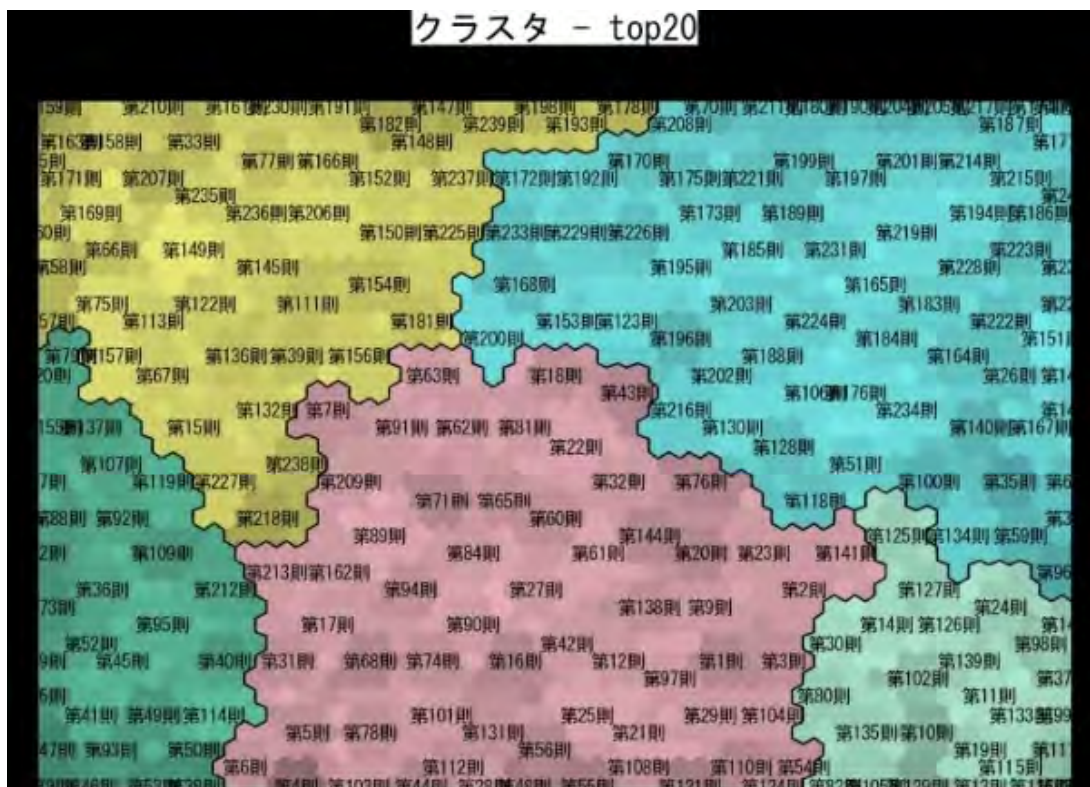 クラスタ - top20
第210則 第191則 第147則 第198則 第178則
第182則 第239則 第193則 第208則 第187則
第158則 第33則 第148則
第77則 第166則 第170則 第199則 第201則 第214則
第171則 第207則 第152則 第237則 第172則 第192則 第175則 第221則 第197則 第215則
第235則
第169則 第236則 第206則 第173則 第189則 第194則 第186則
第150則 第225則 第233則 第229則 第226則 第219則
第66則 第149則 第185則 第231則 第223則
第145則 第195則 第228則
第154則 第168則 第165則
第75則 第122則 第111則 第203則 第183則
第113則 第181則 第153則 第123則 第224則 第222則
第200則 第196則 第184則
第157則 第136則 第39則 第156則 第188則 第164則
第67則 第63則 第18則 第202則 第26則
第43則 第106則 第176則
第132則 第7則 第216則 第234則
第137則 第15則 第91則 第62則 第81則 第130則 第140則 第167則
第22則 第128則
第107則 第238則 第51則
第119則 第227則 第209則 第32則 第76則 第100則 第35則
第71則 第65則 第118則
第88則 第92則 第218則 第60則
第89則 第144則 第125則 第134則 第59則
第109則 第84則 第61則 第20則 第23則 第141則
第213則 第162則
第36則 第212則 第94則 第27則 第2則 第127則
第138則 第9則 第24則
第95則 第17則 第90則 第14則 第126則
第52則 第42則 第30則 第98則
第45則 第40則 第31則 第68則 第74則 第16則 第12則 第1則 第3則 第139則
第97則 第102則
第80則 第11則
第41則 第49則 第114則 第101則 第25則 第29則 第104則 第133則
第5則 第78則 第131則 第21則 第135則 第10則
第93則 第50則 第56則 第19則
第6則 第112則 第108則 第110則 第54則 第115則